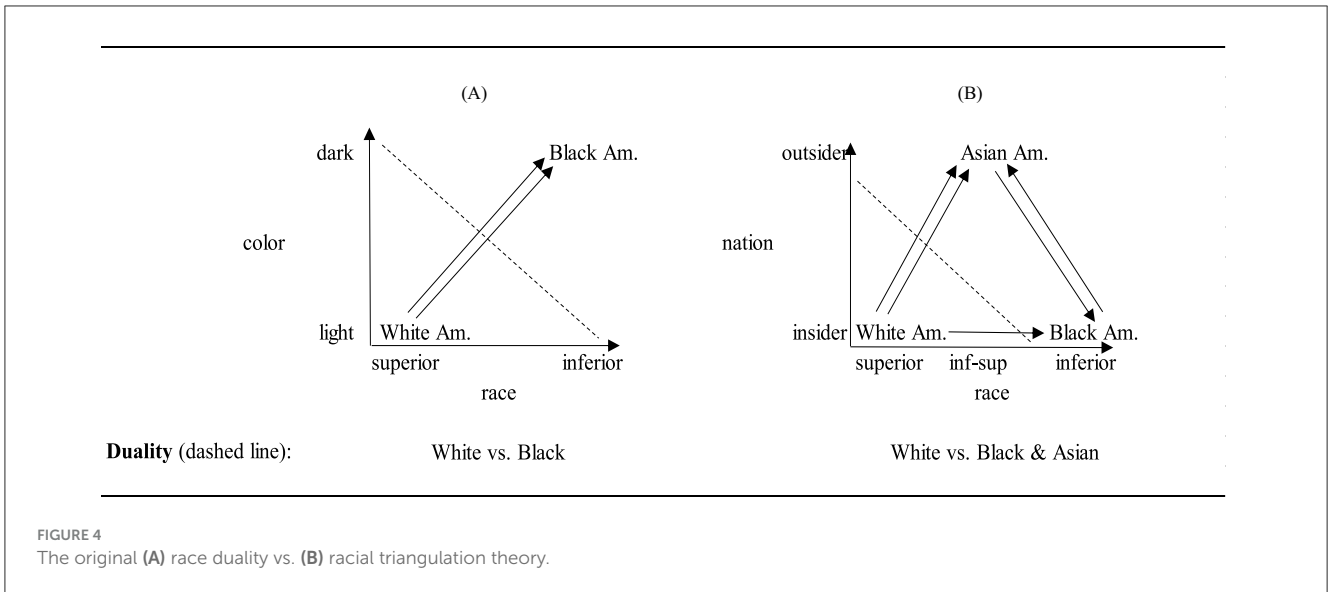 (A)
(B)
dark
Black Am.
outsider
Asian Am.
color
nation
light
White Am.
insider
White Am.
Black Am.
superior
inferior
superior
inf-sup
inferior
race
race
Duality (dashed line):
White vs. Black
White vs. Black & Asian
FIGURE 4
The original (A) race duality vs. (B) racial triangulation theory.